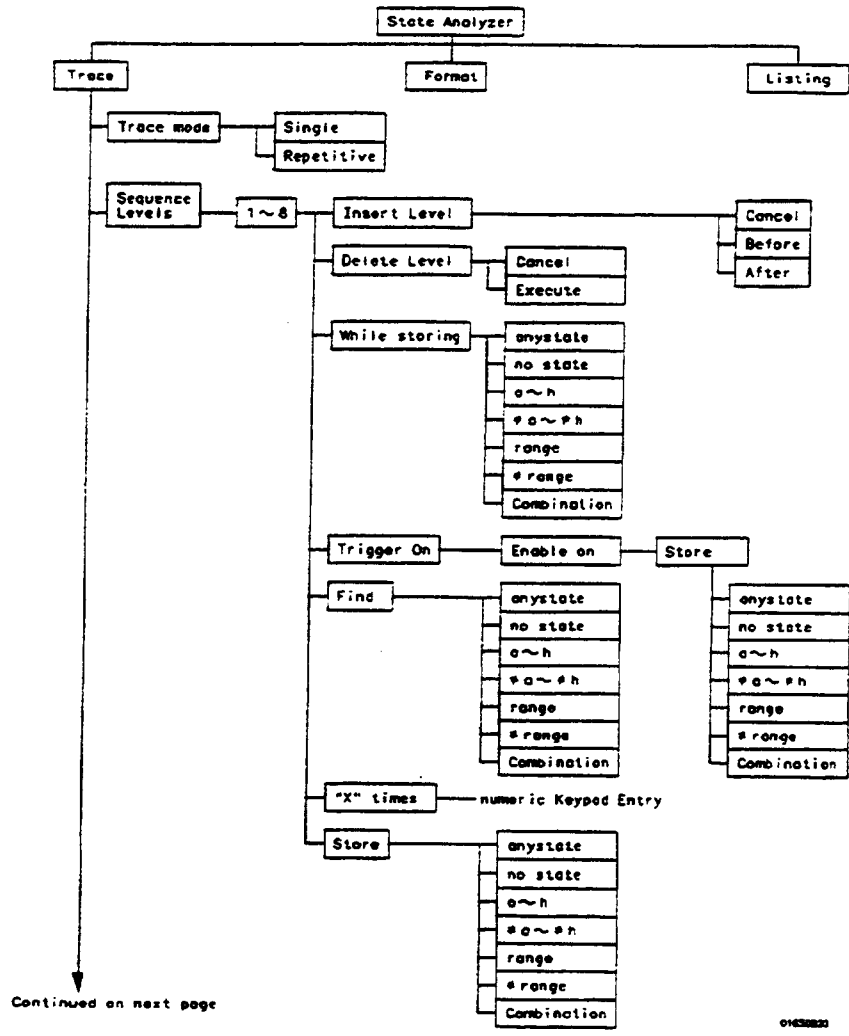 State Analyzer
Trace
Format
Listing
Trace mode
Single
Repetitive
Sequence
Levels
1~8
Insert Level
Cancel
Before
After
Delete Level
Cancel
Execute
While storing
anystate
no state
a~h
≠a~≠h
range
≠range
Combination
Trigger On
Enable on
Store
anystate
no state
a~h
≠a~≠h
range
≠range
Combination
Find
anystate
no state
a~h
≠a~≠h
range
≠range
Combination
"X" times
numeric Keypad Entry
Store
anystate
no state
a~h
≠a~≠h
range
≠range
Combination
Continued on next page